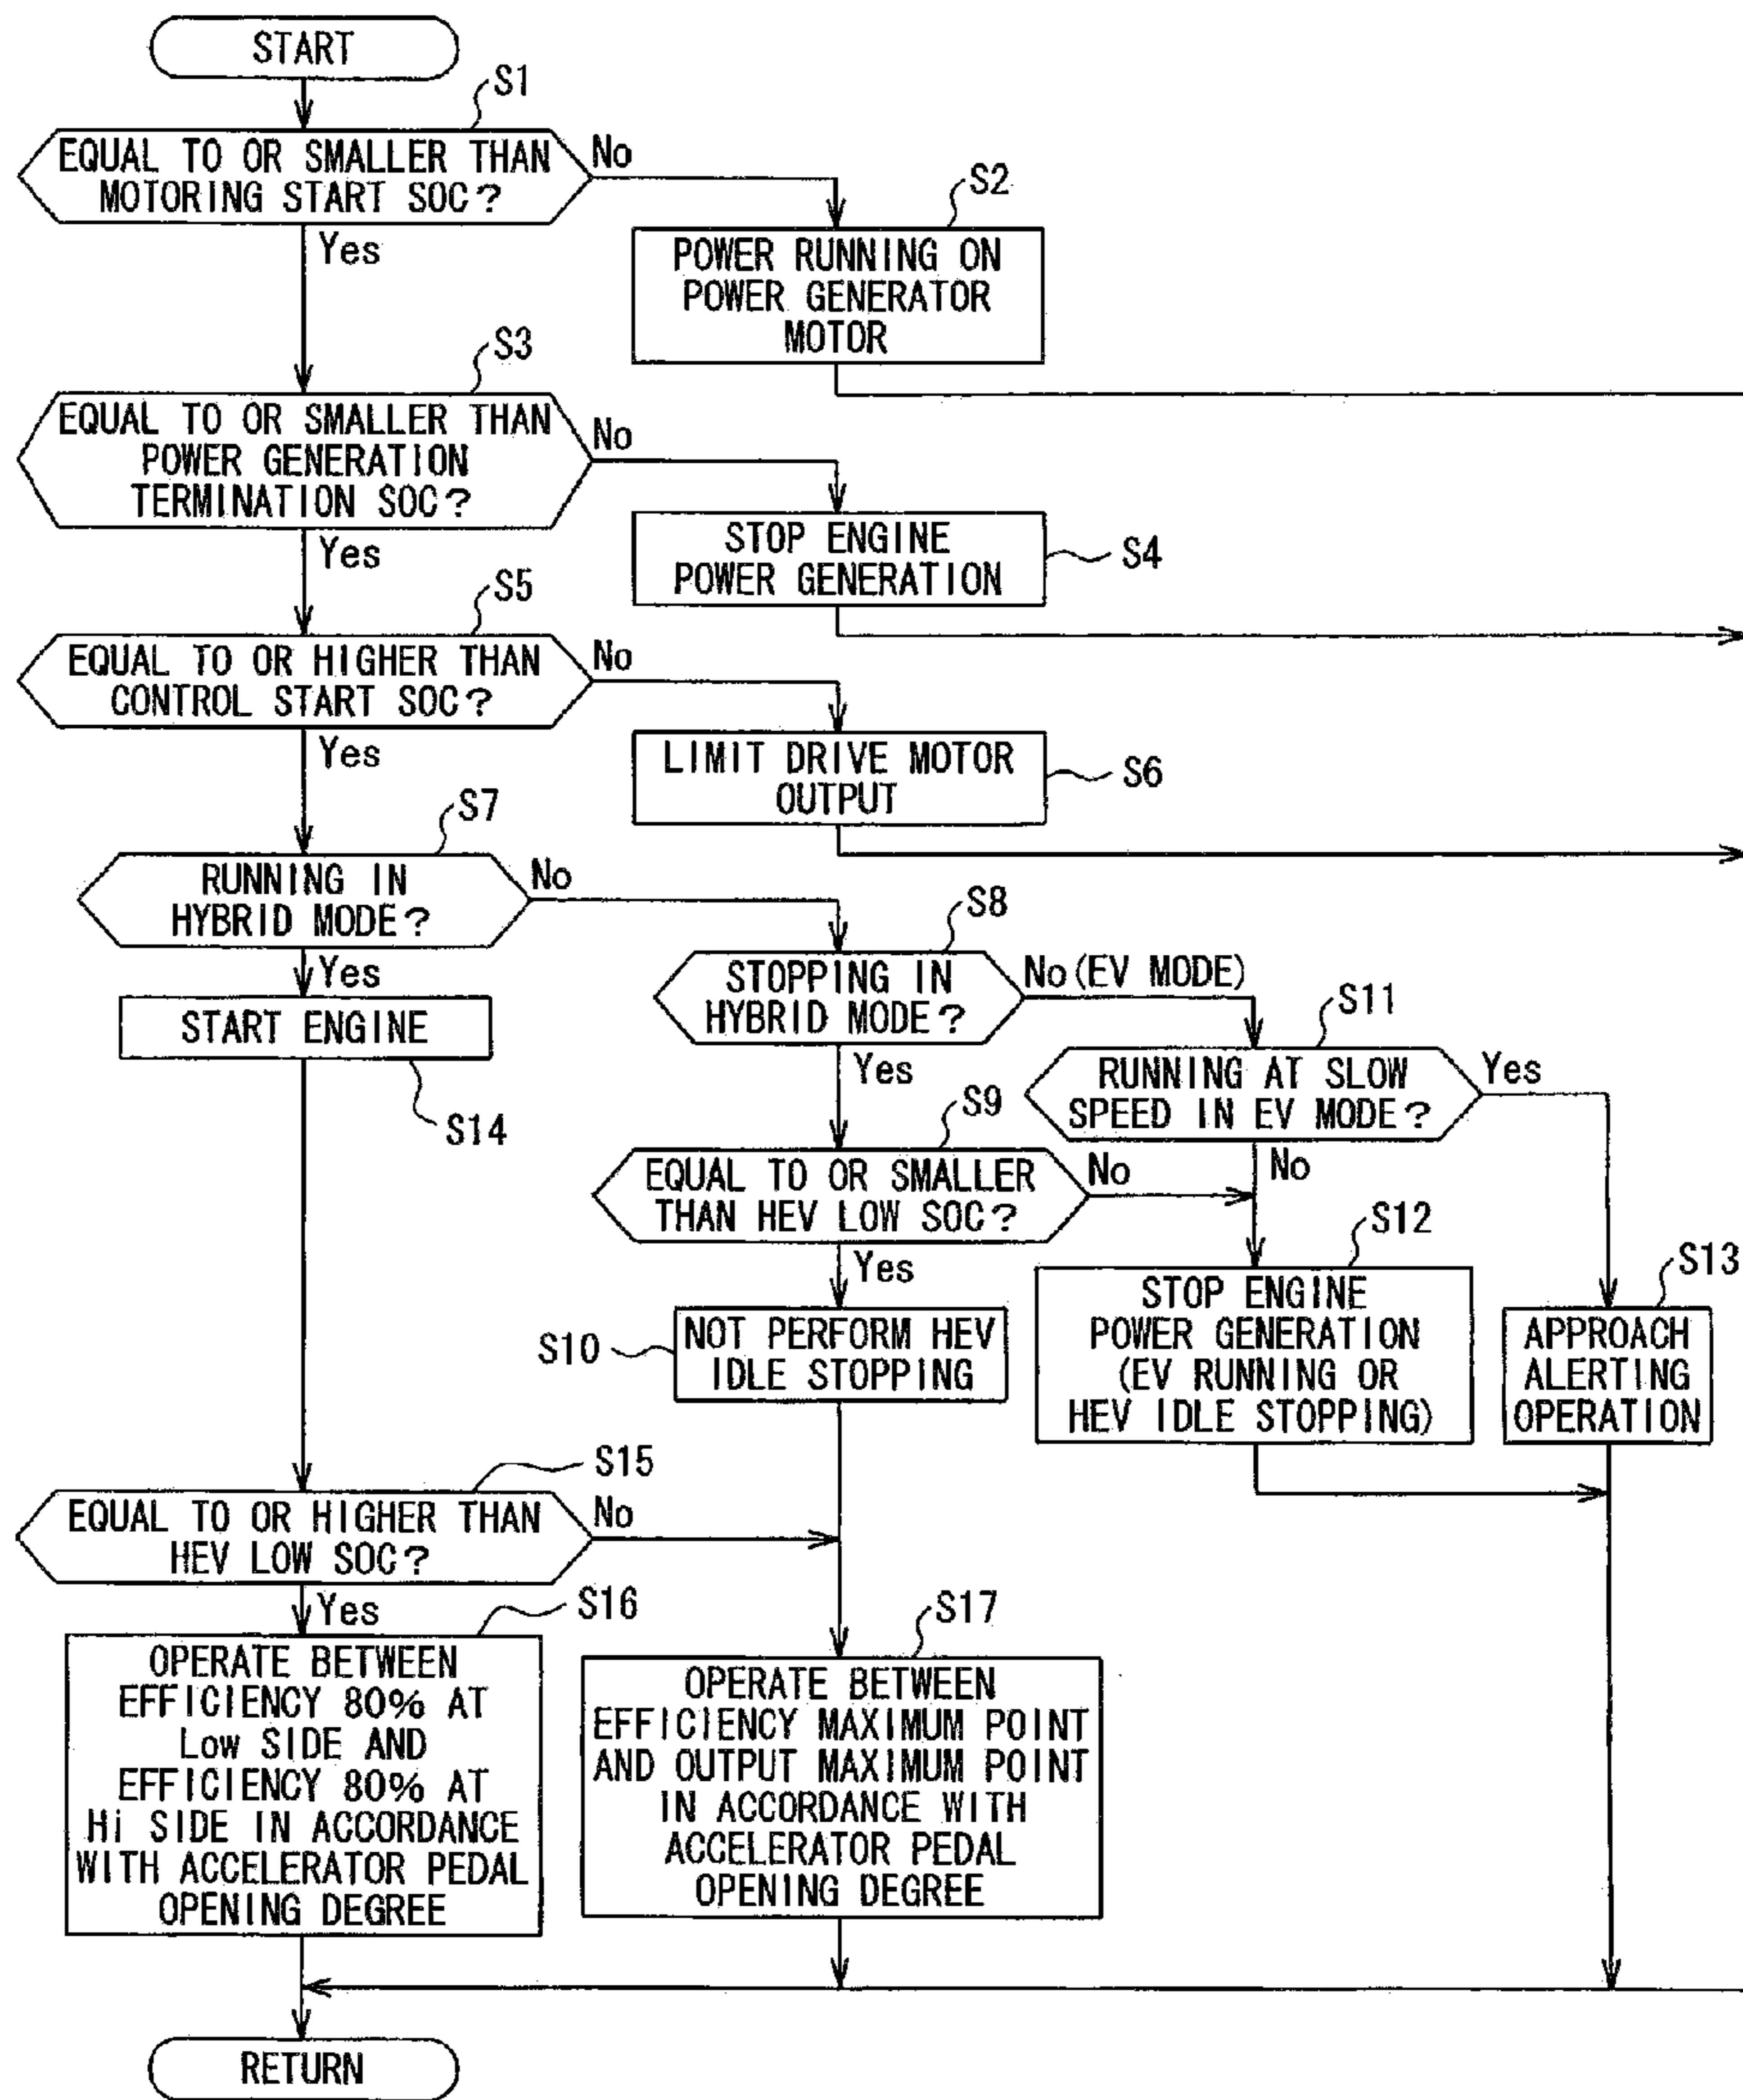 START
S1
EQUAL TO OR SMALLER THAN
MOTORING START SOC?
No
Yes
S2
POWER RUNNING ON
POWER GENERATOR
MOTOR
S3
EQUAL TO OR SMALLER THAN
POWER GENERATION
TERMINATION SOC?
No
Yes
STOP ENGINE
POWER GENERATION
S4
S5
EQUAL TO OR HIGHER THAN
CONTROL START SOC?
No
Yes
LIMIT DRIVE MOTOR
OUTPUT
S6
S7
RUNNING IN
HYBRID MODE?
No
Yes
S8
STOPPING IN
HYBRID MODE?
No(EV MODE)
Yes
START ENGINE
S14
S11
RUNNING AT SLOW
SPEED IN EV MODE?
Yes
No
S9
EQUAL TO OR SMALLER
THAN HEV LOW SOC?
No
Yes
S10
NOT PERFORM HEV
IDLE STOPPING
S12
STOP ENGINE
POWER GENERATION
(EV RUNNING OR
HEV IDLE STOPPING)
S13
APPROACH
ALERTING
OPERATION
S15
EQUAL TO OR HIGHER THAN
HEV LOW SOC?
No
Yes
S16
OPERATE BETWEEN
EFFICIENCY 80% AT
Low SIDE AND
EFFICIENCY 80% AT
Hi SIDE IN ACCORDANCE
WITH ACCELERATOR PEDAL
OPENING DEGREE
S17
OPERATE BETWEEN
EFFICIENCY MAXIMUM POINT
AND OUTPUT MAXIMUM POINT
IN ACCORDANCE WITH
ACCELERATOR PEDAL
OPENING DEGREE
RETURN